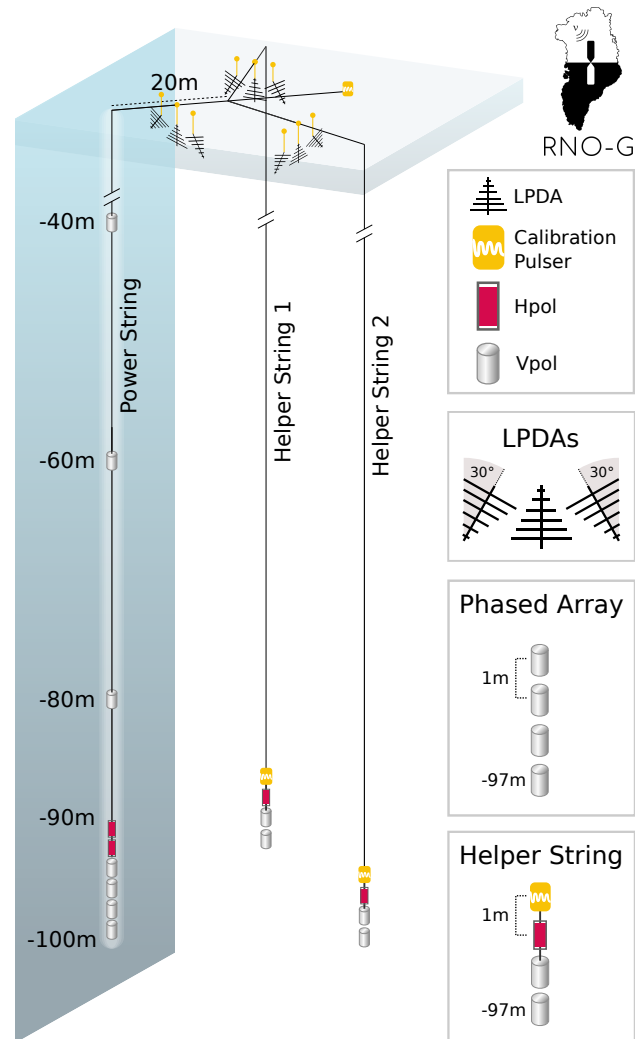 20m
-40m
-60m
-80m
-90m
-100m
Power String
Helper String 1
Helper String 2
ν
RNO-G
LPDA
Calibration
Pulser
Hpol
Vpol
LPDAs
30°
30°
Phased Array
1m
-97m
Helper String
1m
-97m